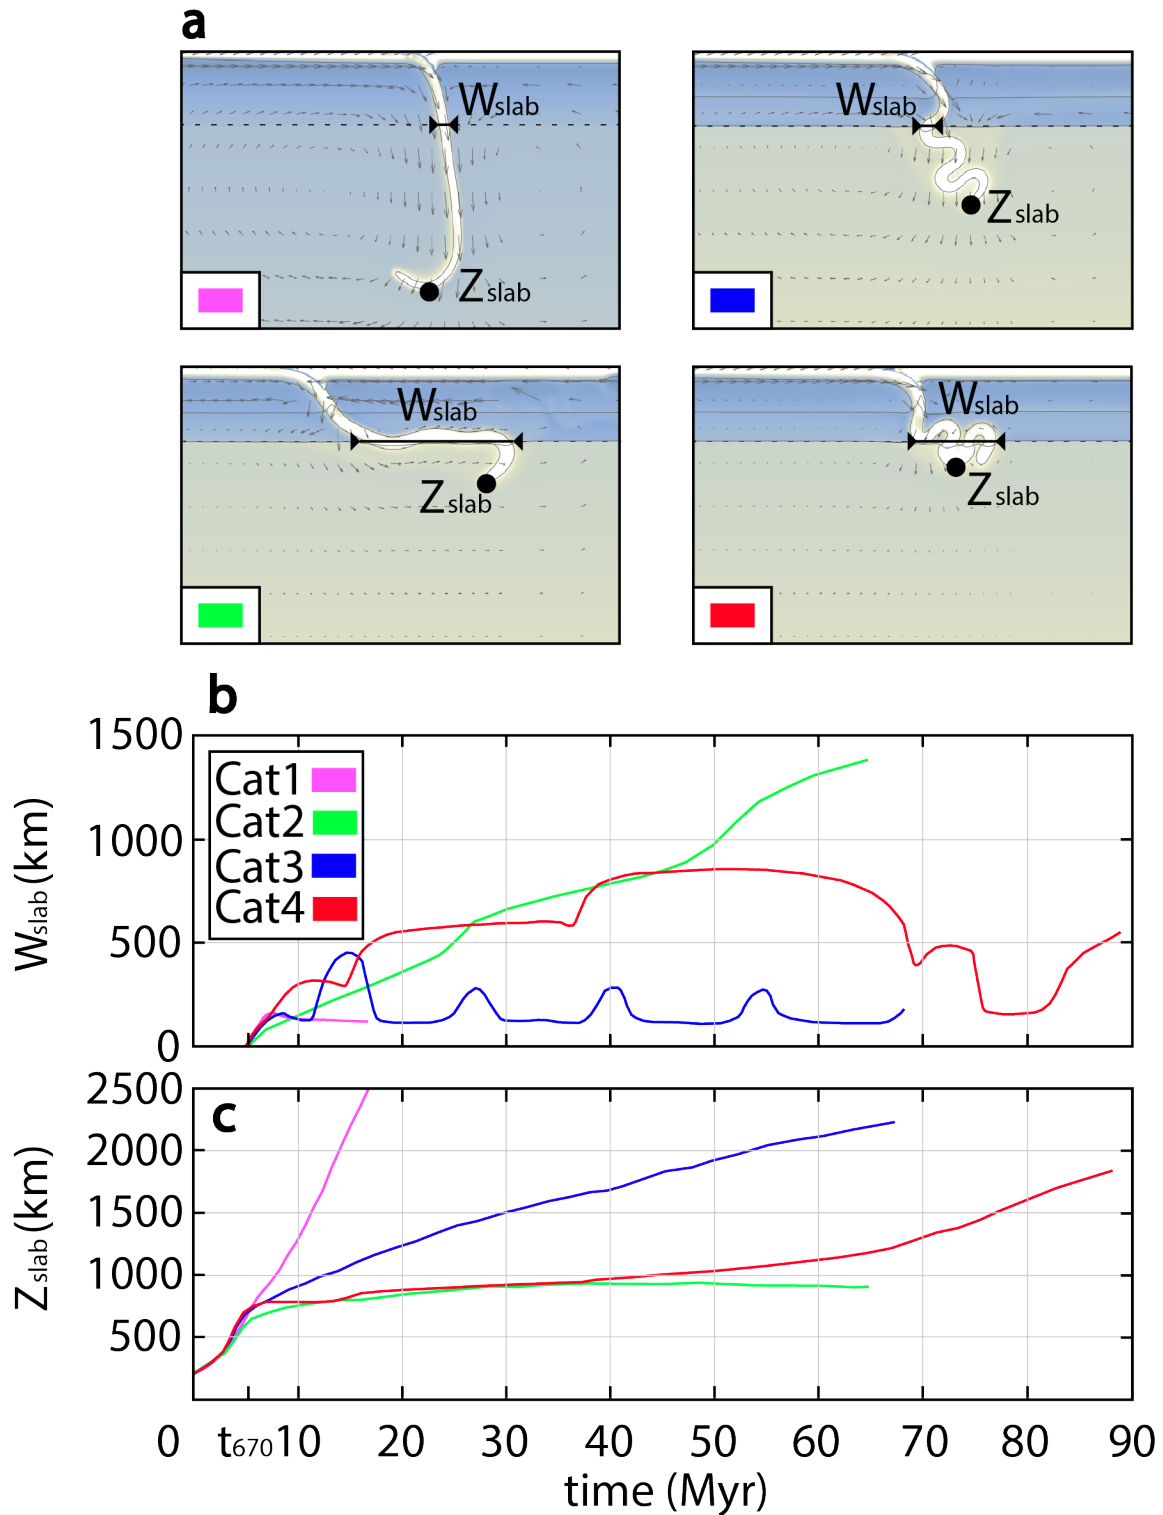 a
Wslab
Zslab
Wslab
Zslab
Wslab
Zslab
Wslab
Zslab
b
1500
1000
500
0
Wslab (km)
Cat1
Cat2
Cat3
Cat4
c
2500
2000
1500
1000
500
Zslab (km)
0 t670 10 20 30 40 50 60 70 80 90
time (Myr)